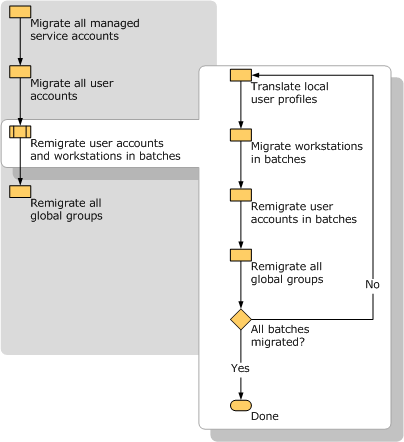 Migrate all managed
service accounts
Migrate all user
accounts
Remigrate user accounts
and workstations in batches
Remigrate all
global groups
Translate local
user profiles
Migrate workstations
in batches
Remigrate user
accounts in batches
Remigrate all
global groups
All batches
migrated?
No
Yes
Done